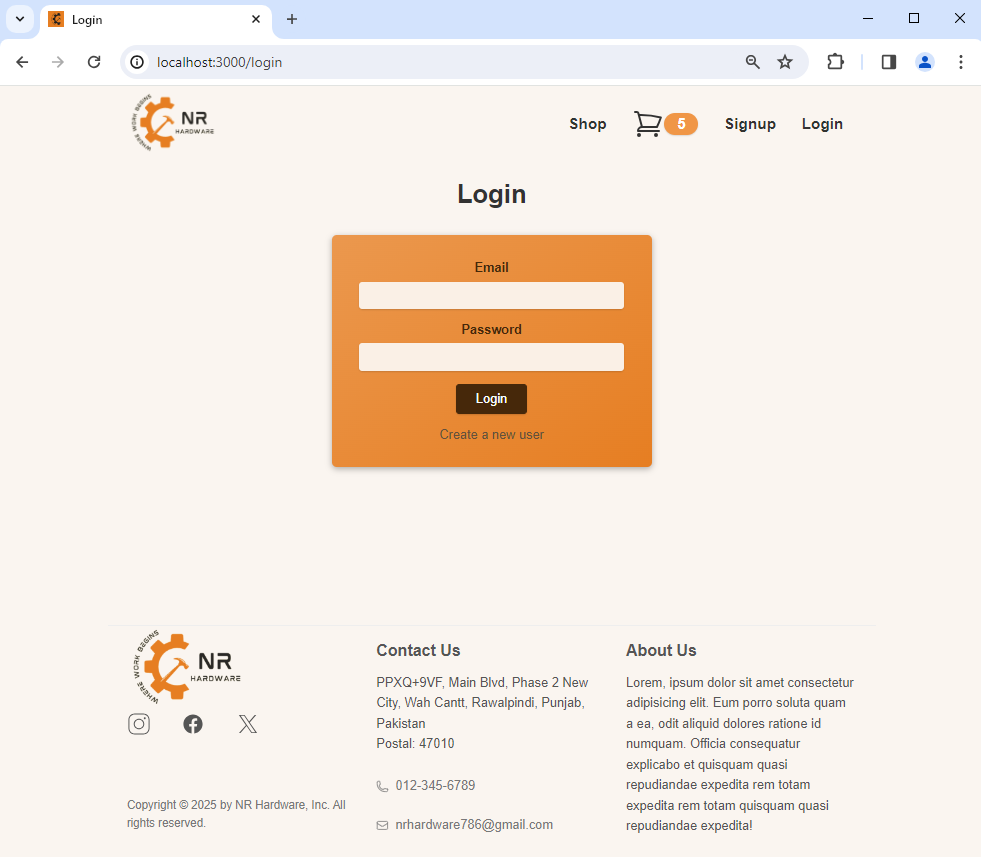 Login
localhost:3000/login
WHERE WORK BEGINS
NR
HARDWARE
Shop
5
Signup
Login
Login
Email
Password
Login
Create a new user
WHERE WORK BEGINS
NR
HARDWARE
Copyright © 2025 by NR Hardware, Inc. All
rights reserved.
Contact Us
PPXQ+9VF, Main Blvd, Phase 2 New
City, Wah Cantt, Rawalpindi, Punjab,
Pakistan
Postal: 47010
012-345-6789
nrhardware786@gmail.com
About Us
Lorem, ipsum dolor sit amet consectetur
adipisicing elit. Eum porro soluta quam
a ea, odit aliquid dolores ratione id
numquam. Officia consequatur
explicabo et quisquam quasi
repudiandae expedita rem totam
expedita rem totam quisquam quasi
repudiandae expedita!